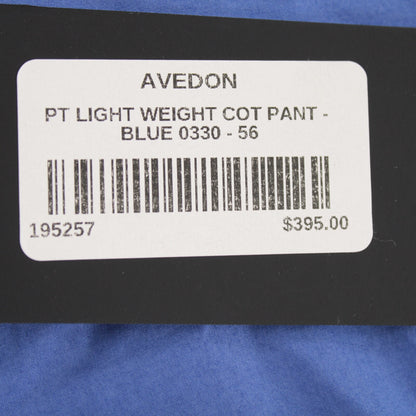 AVEDON
PT LIGHT WEIGHT COT PANT -
BLUE 0330 - 56
195257 $395.00